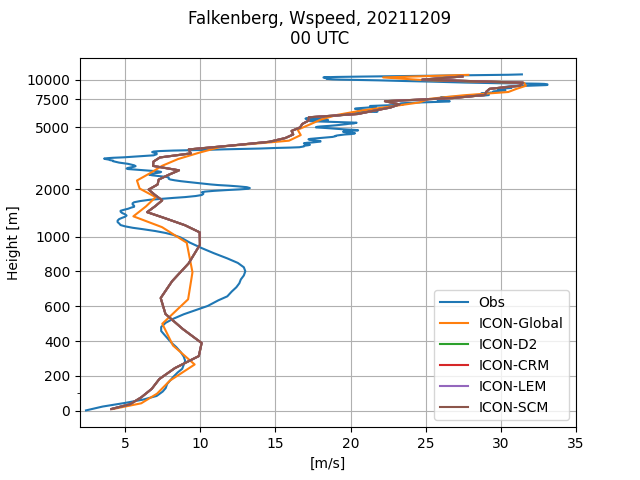 Falkenberg, Wspeed, 20211209
00 UTC
10000
7500
5000
2000
1000
800
600
400
200
0
Height [m]
5
10
15
20
25
30
35
[m/s]
Obs
ICON-Global
ICON-D2
ICON-CRM
ICON-LEM
ICON-SCM